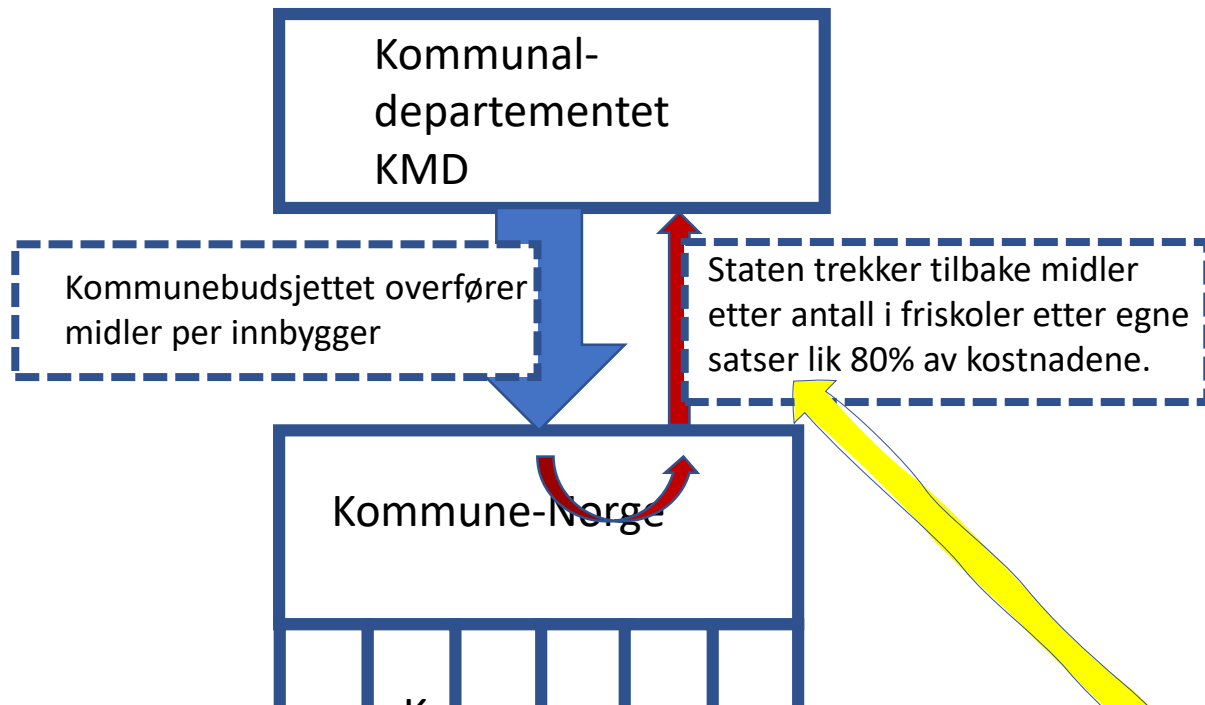 Kommunal-
departementet
KMD
Kommunebudsjettet overfører
midler per innbygger
Staten trekker tilbake midler
etter antall i friskoler etter egne
satser lik 80% av kostnadene.
Kommune-Norge